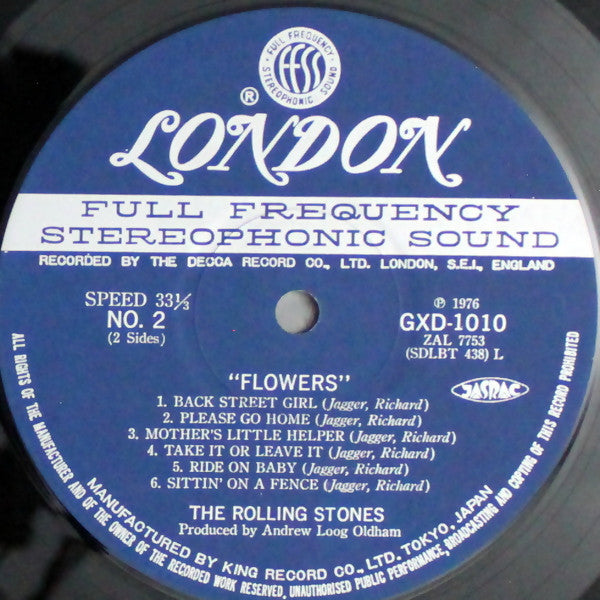 FULL FREQUENCY
ffss
STEREOPHONIC SOUND
®
LONDON
FULL FREQUENCY
STEREOPHONIC SOUND
RECORDED BY THE DECCA RECORD CO., LTD. LONDON, S.E.I., ENGLAND
SPEED 33⅓
NO. 2
(2 Sides)
℗ 1976
GXD-1010
ZAL 7753
(SDLBT 438) L
JASRAC
"FLOWERS"
1. BACK STREET GIRL (Jagger, Richard)
2. PLEASE GO HOME (Jagger, Richard)
3. MOTHER'S LITTLE HELPER (Jagger, Richard)
4. TAKE IT OR LEAVE IT (Jagger, Richard)
5. RIDE ON BABY (Jagger, Richard)
6. SITTIN' ON A FENCE (Jagger, Richard)
THE ROLLING STONES
Produced by Andrew Loog Oldham
MANUFACTURED BY KING RECORD CO., LTD. TOKYO, JAPAN
ALL RIGHTS OF THE MANUFACTURER AND OF THE OWNER OF THE RECORDED WORK RESERVED, UNAUTHORISED PUBLIC PERFORMANCE, BROADCASTING AND COPYING OF THIS RECORD PROHIBITED